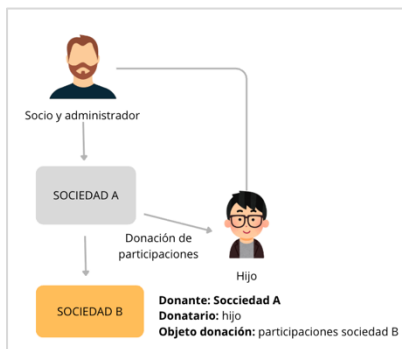 Socio y administrador
SOCIEDAD A
Donación de
participaciones
Hijo
SOCIEDAD B
Donante: Socciedad A
Donatario: hijo
Objeto donación: participaciones sociedad B